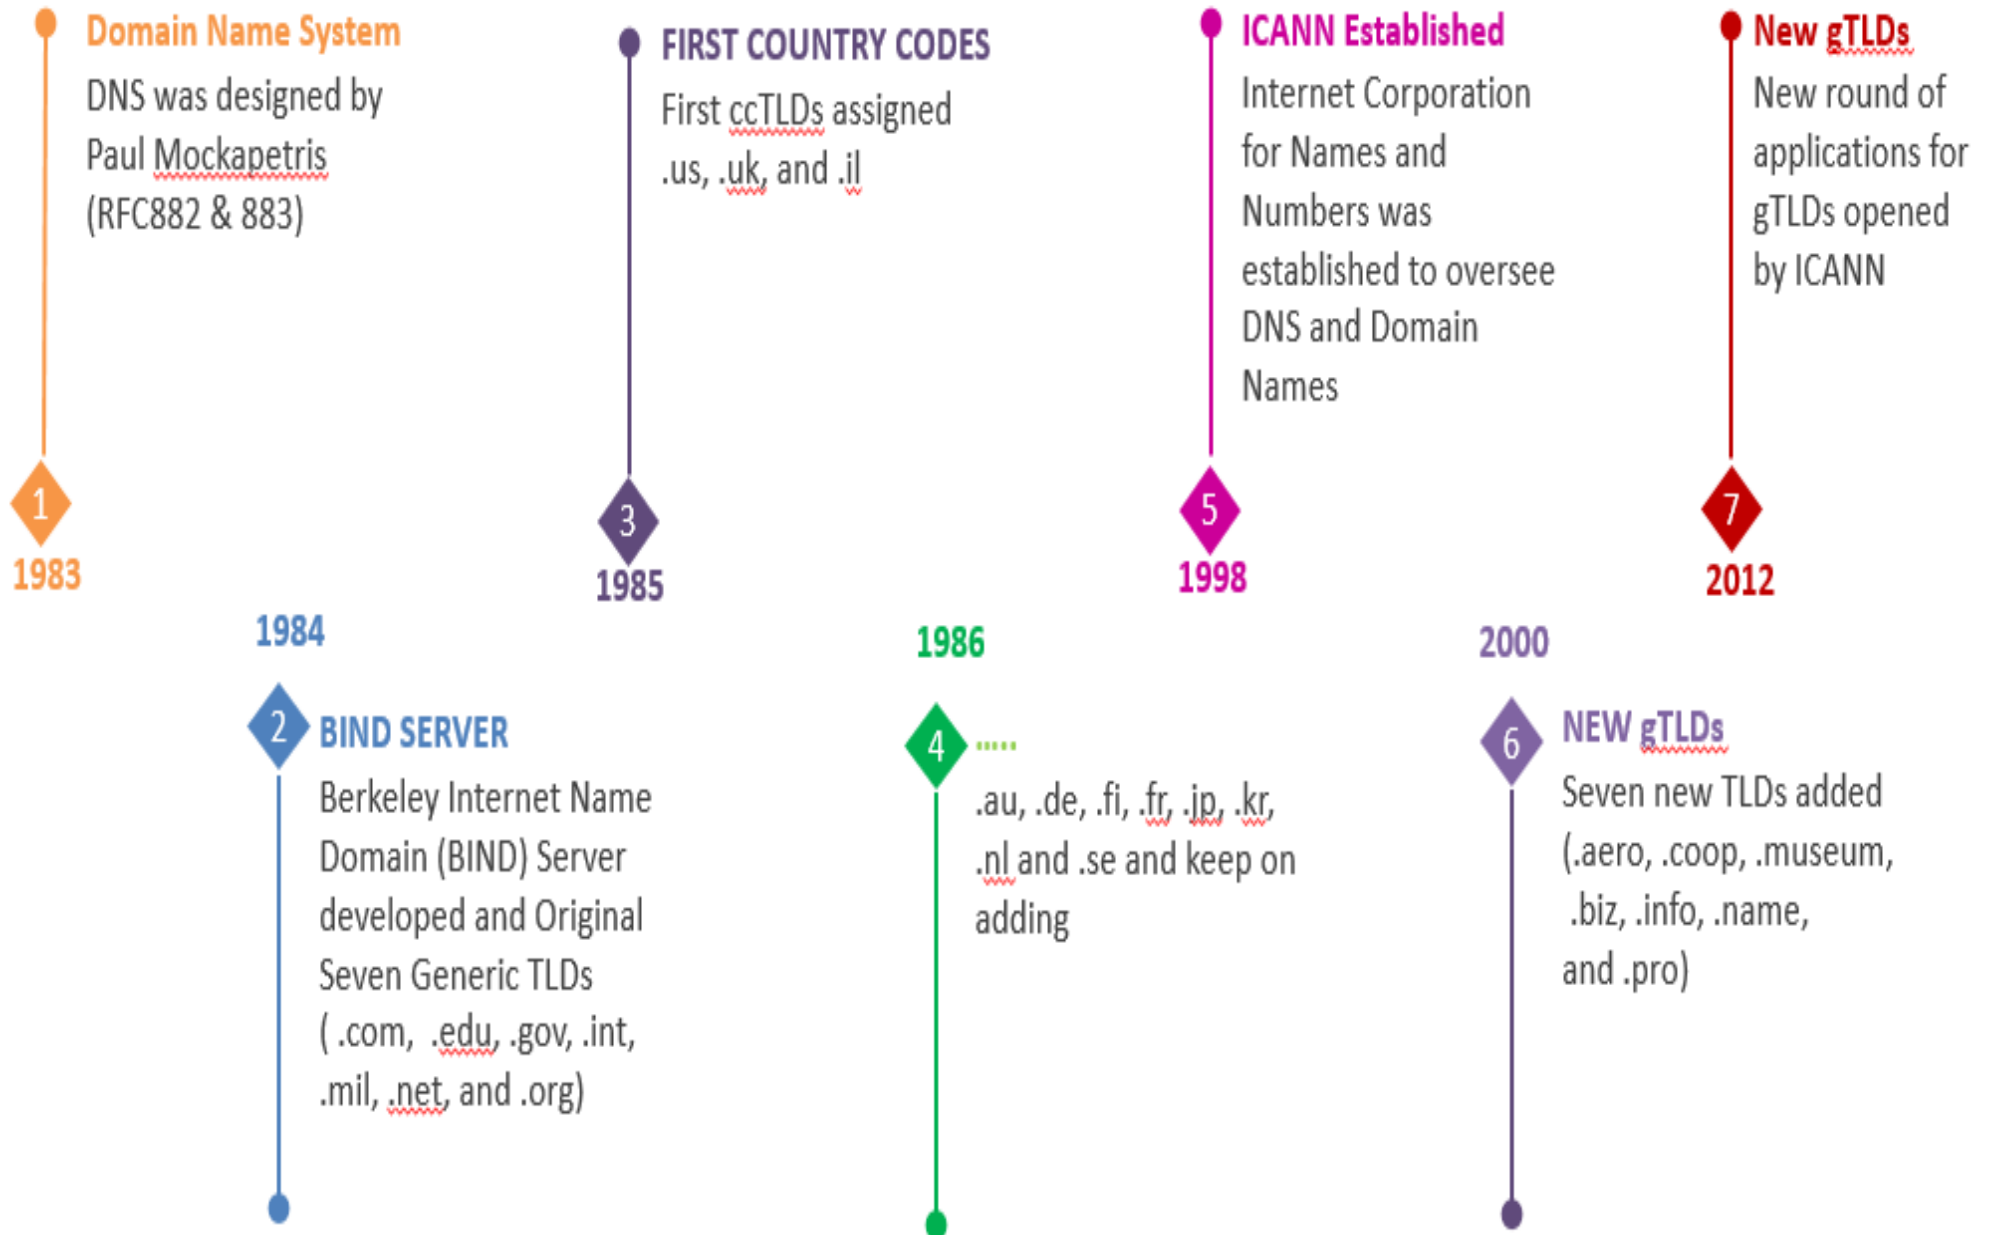 Domain Name System
DNS was designed by
Paul Mockapetris
(RFC882 & 883)
1
1983
1984
2
BIND SERVER
Berkeley Internet Name
Domain (BIND) Server
developed and Original
Seven Generic TLDs
( .com, .edu, .gov, .int,
.mil, .net, and .org)
FIRST COUNTRY CODES
First ccTLDs assigned
.us, .uk, and .il
3
1985
1986
4
.....
.au, .de, .fi, .fr, .jp, .kr,
.nl and .se and keep on
adding
ICANN Established
Internet Corporation
for Names and
Numbers was
established to oversee
DNS and Domain
Names
5
1998
2000
6
NEW gTLDs
Seven new TLDs added
(.aero, .coop, .museum,
.biz, .info, .name,
and .pro)
New gTLDs
New round of
applications for
gTLDs opened
by ICANN
7
2012